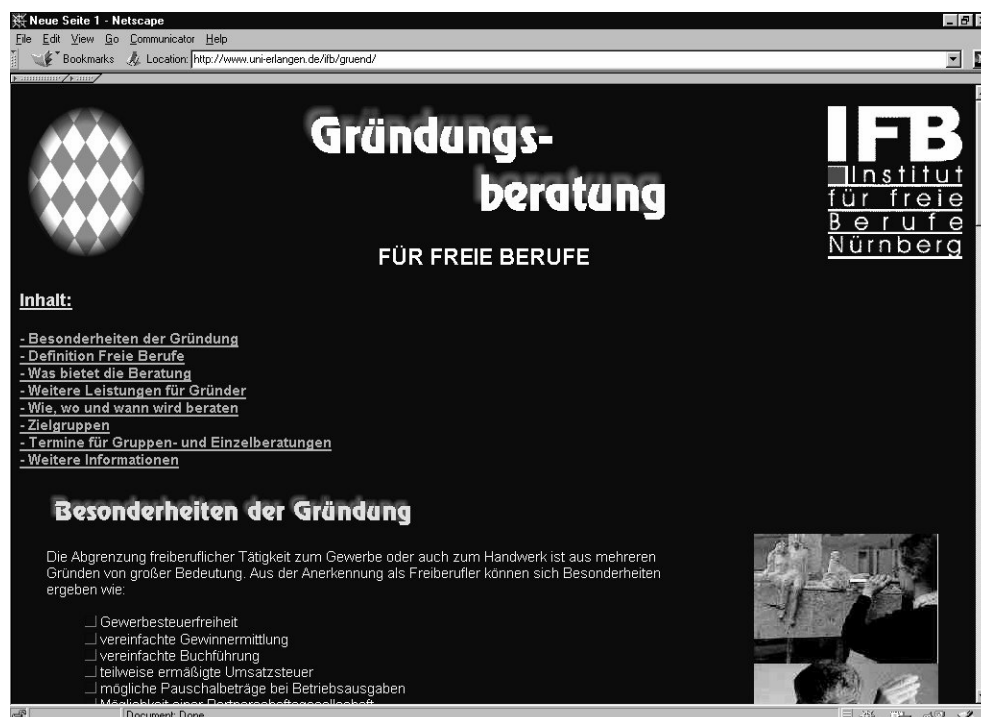 Neue Seite 1 - Netscape
File Edit View Go Communicator Help
Bookmarks Location: http://www.uni-erlangen.de/ifb/gruend/
Gründungs-
beratung
FÜR FREIE BERUFE
IFB
Institut
für freie
Berufe
Nürnberg
Inhalt:
- Besonderheiten der Gründung
- Definition Freie Berufe
- Was bietet die Beratung
- Weitere Leistungen für Gründer
- Wie, wo und wann wird beraten
- Zielgruppen
- Termine für Gruppen- und Einzelberatungen
- Weitere Informationen
Besonderheiten der Gründung
Die Abgrenzung freiberuflicher Tätigkeit zum Gewerbe oder auch zum Handwerk ist aus mehreren
Gründen von großer Bedeutung. Aus der Anerkennung als Freiberufler können sich Besonderheiten
ergeben wie:
Gewerbesteuerfreiheit
vereinfachte Gewinnermittlung
vereinfachte Buchführung
teilweise ermäßigte Umsatzsteuer
mögliche Pauschalbeträge bei Betriebsausgaben
Möglichkeit einer Partnerschaftsgesellschaft
Document: Done